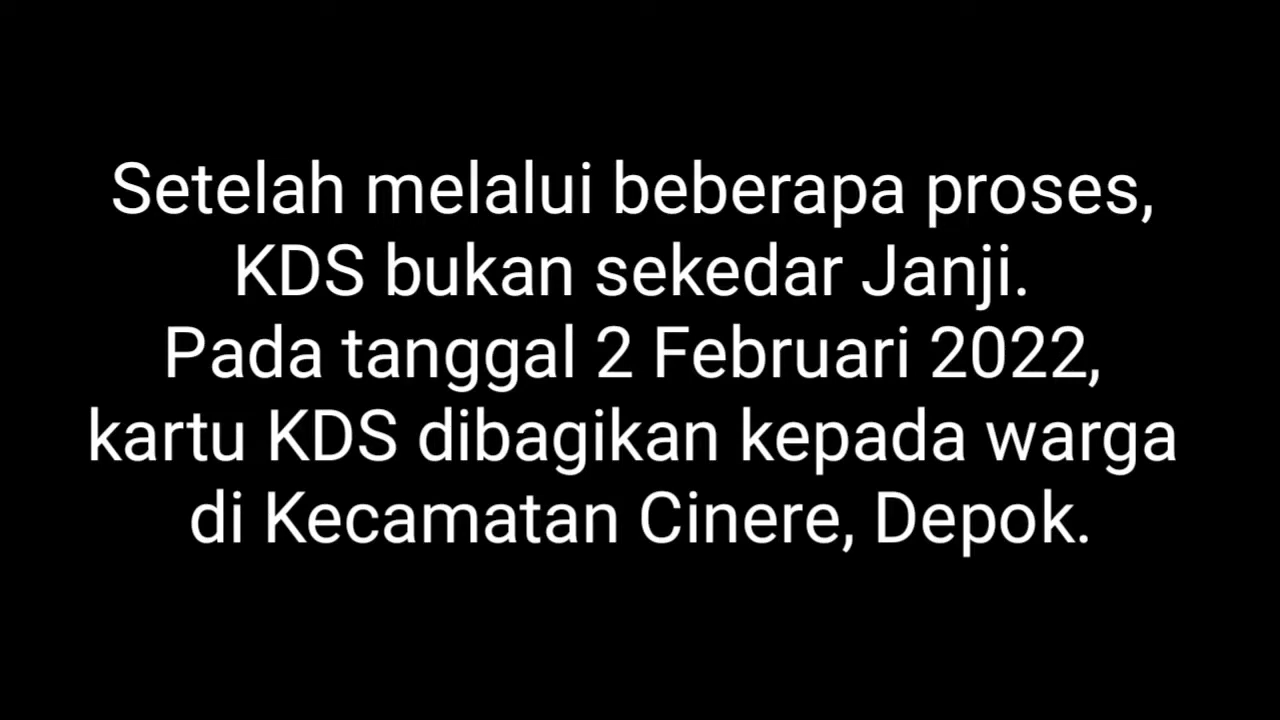 Setelah melalui beberapa proses,
KDS bukan sekedar Janji.
Pada tanggal 2 Februari 2022,
kartu KDS dibagikan kepada warga
di Kecamatan Cinere, Depok.